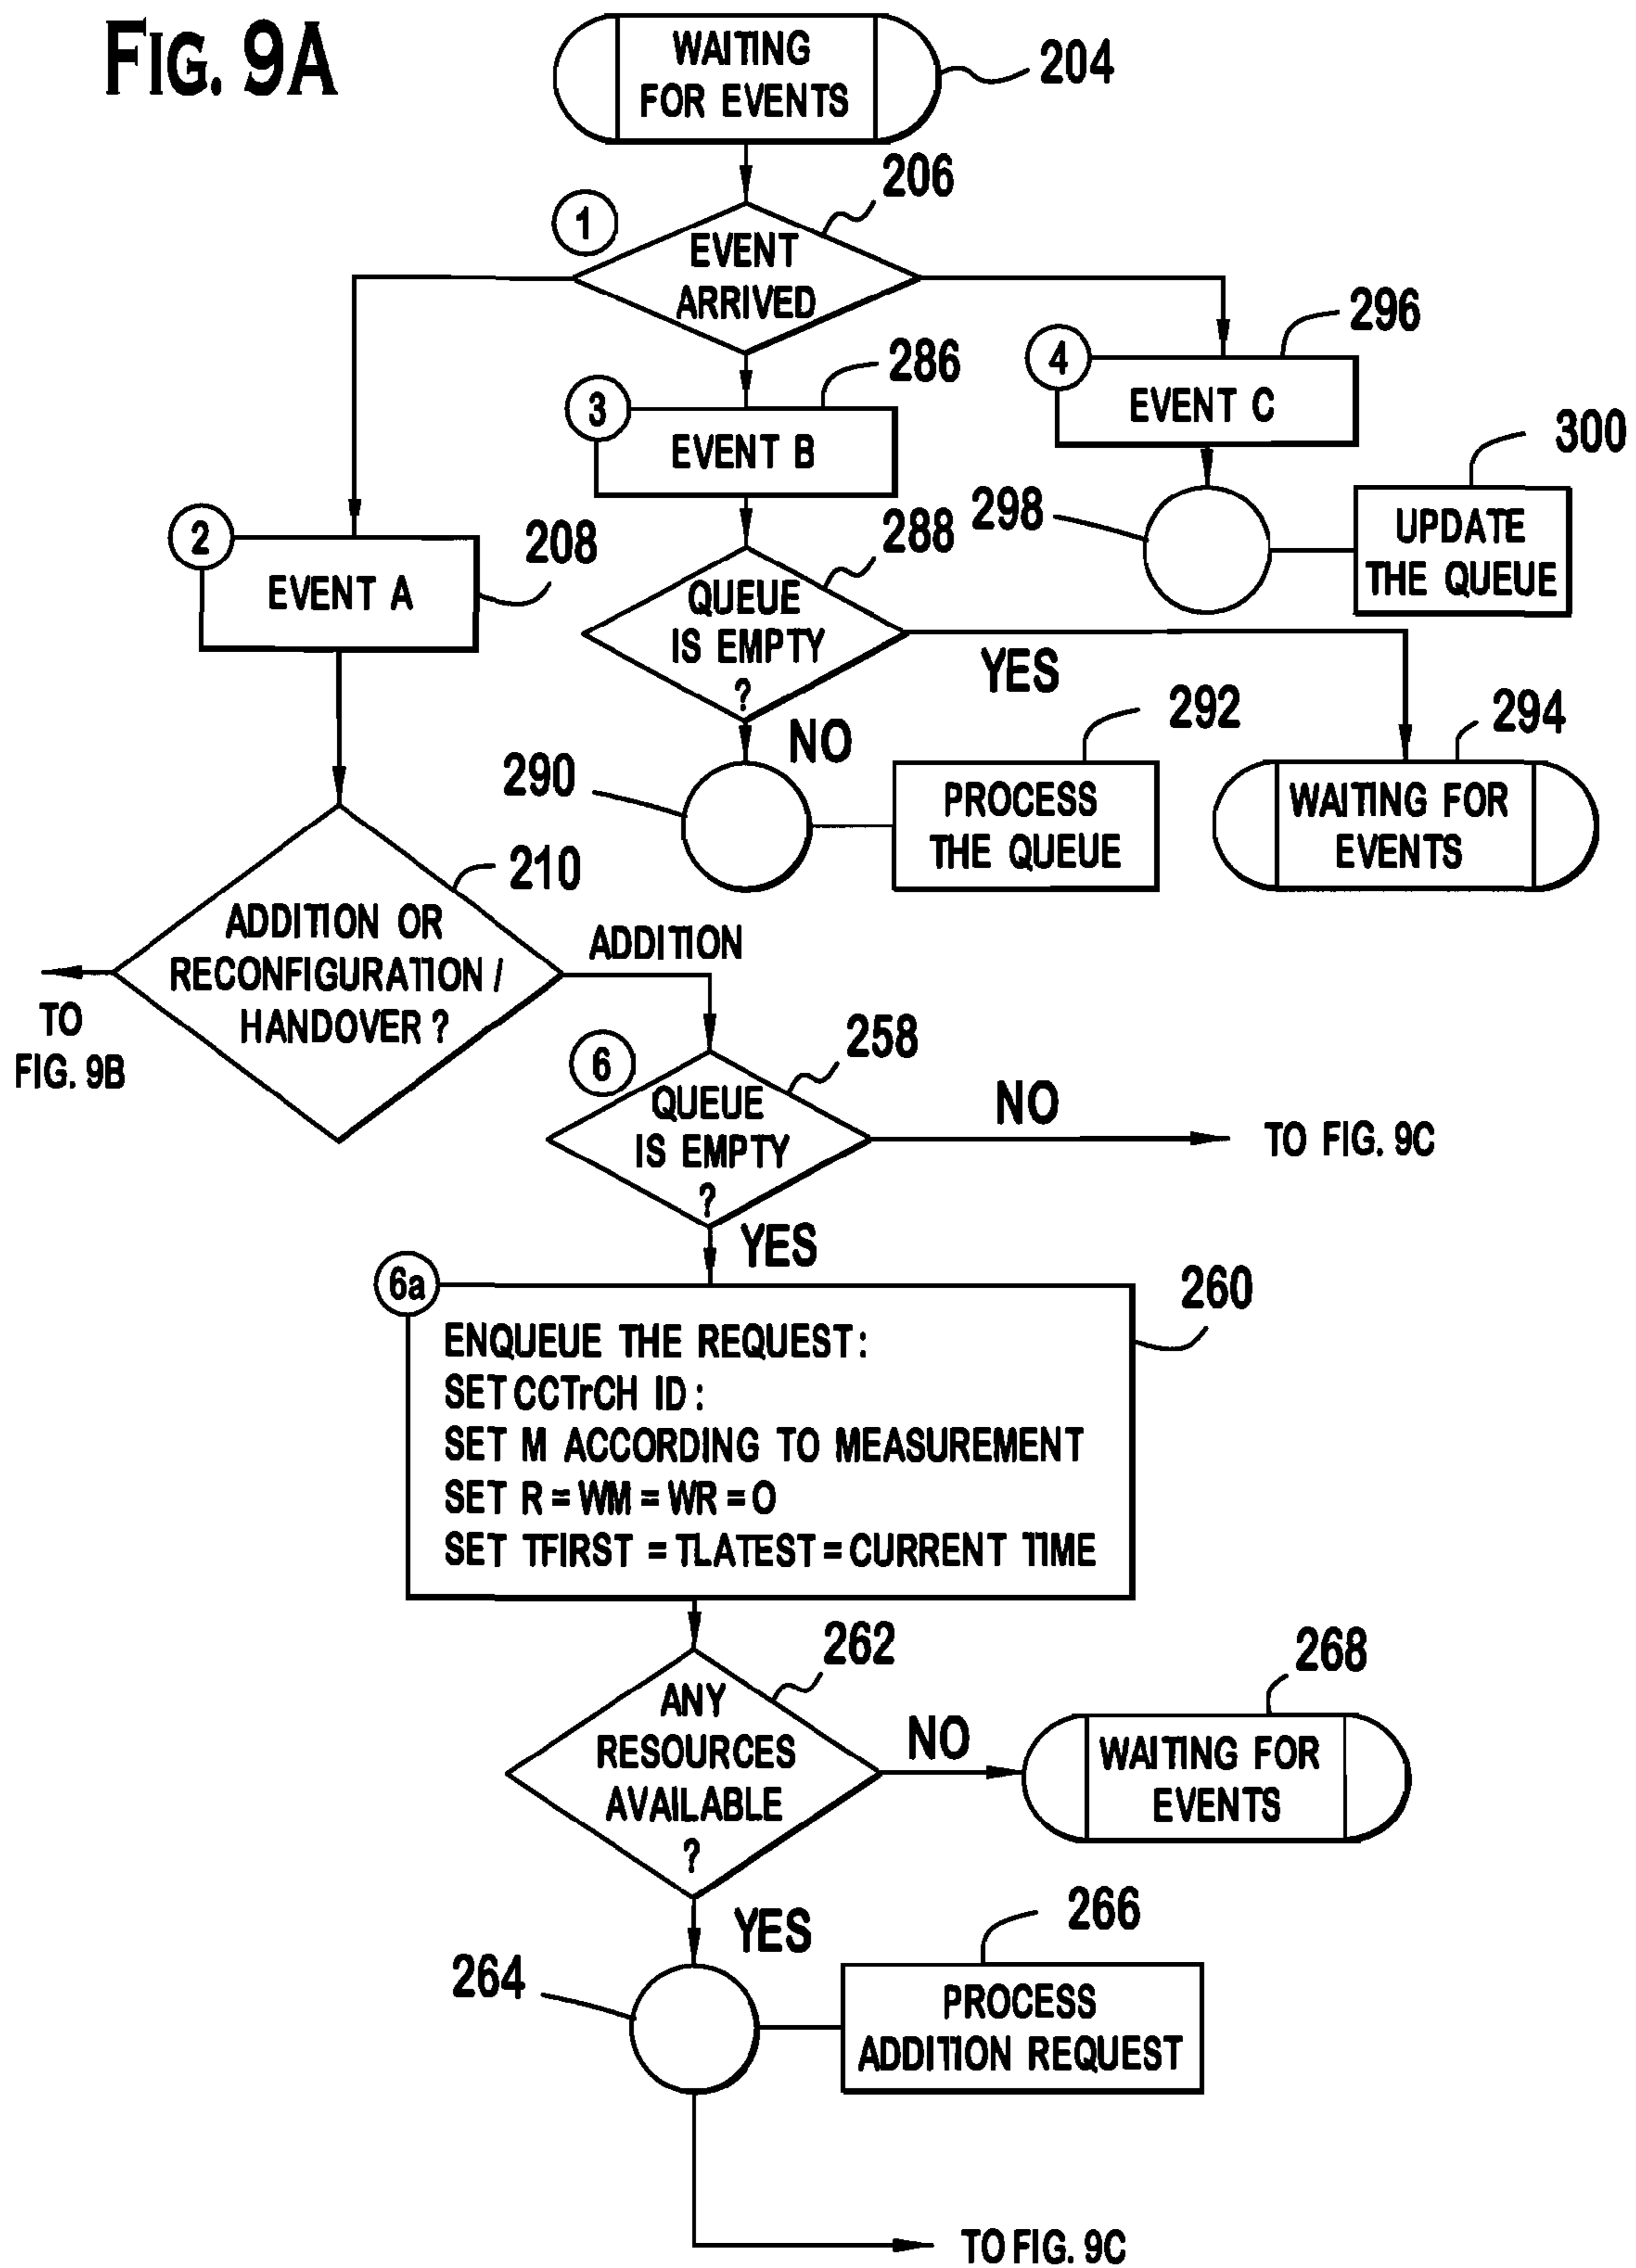 FIG. 9A
WAITING
FOR EVENTS
204
206
1
EVENT
ARRIVED
296
4
EVENT C
286
3
EVENT B
300
298
UPDATE
THE QUEUE
2
208
EVENT A
288
QUEUE
IS EMPTY
?
YES
NO
292
294
290
PROCESS
THE QUEUE
WAITING FOR
EVENTS
210
ADDITION OR
RECONFIGURATION /
HANDOVER ?
ADDITION
TO
FIG. 9B
258
6
QUEUE
IS EMPTY
?
NO
TO FIG. 9C
YES
6a
260
ENQUEUE THE REQUEST:
SET CCTrCH ID:
SET M ACCORDING TO MEASUREMENT
SET R = WM = WR = O
SET TFIRST = TLATEST = CURRENT TIME
262
268
ANY
RESOURCES
AVAILABLE
?
NO
WAITING FOR
EVENTS
YES
266
264
PROCESS
ADDITION REQUEST
TO FIG. 9C